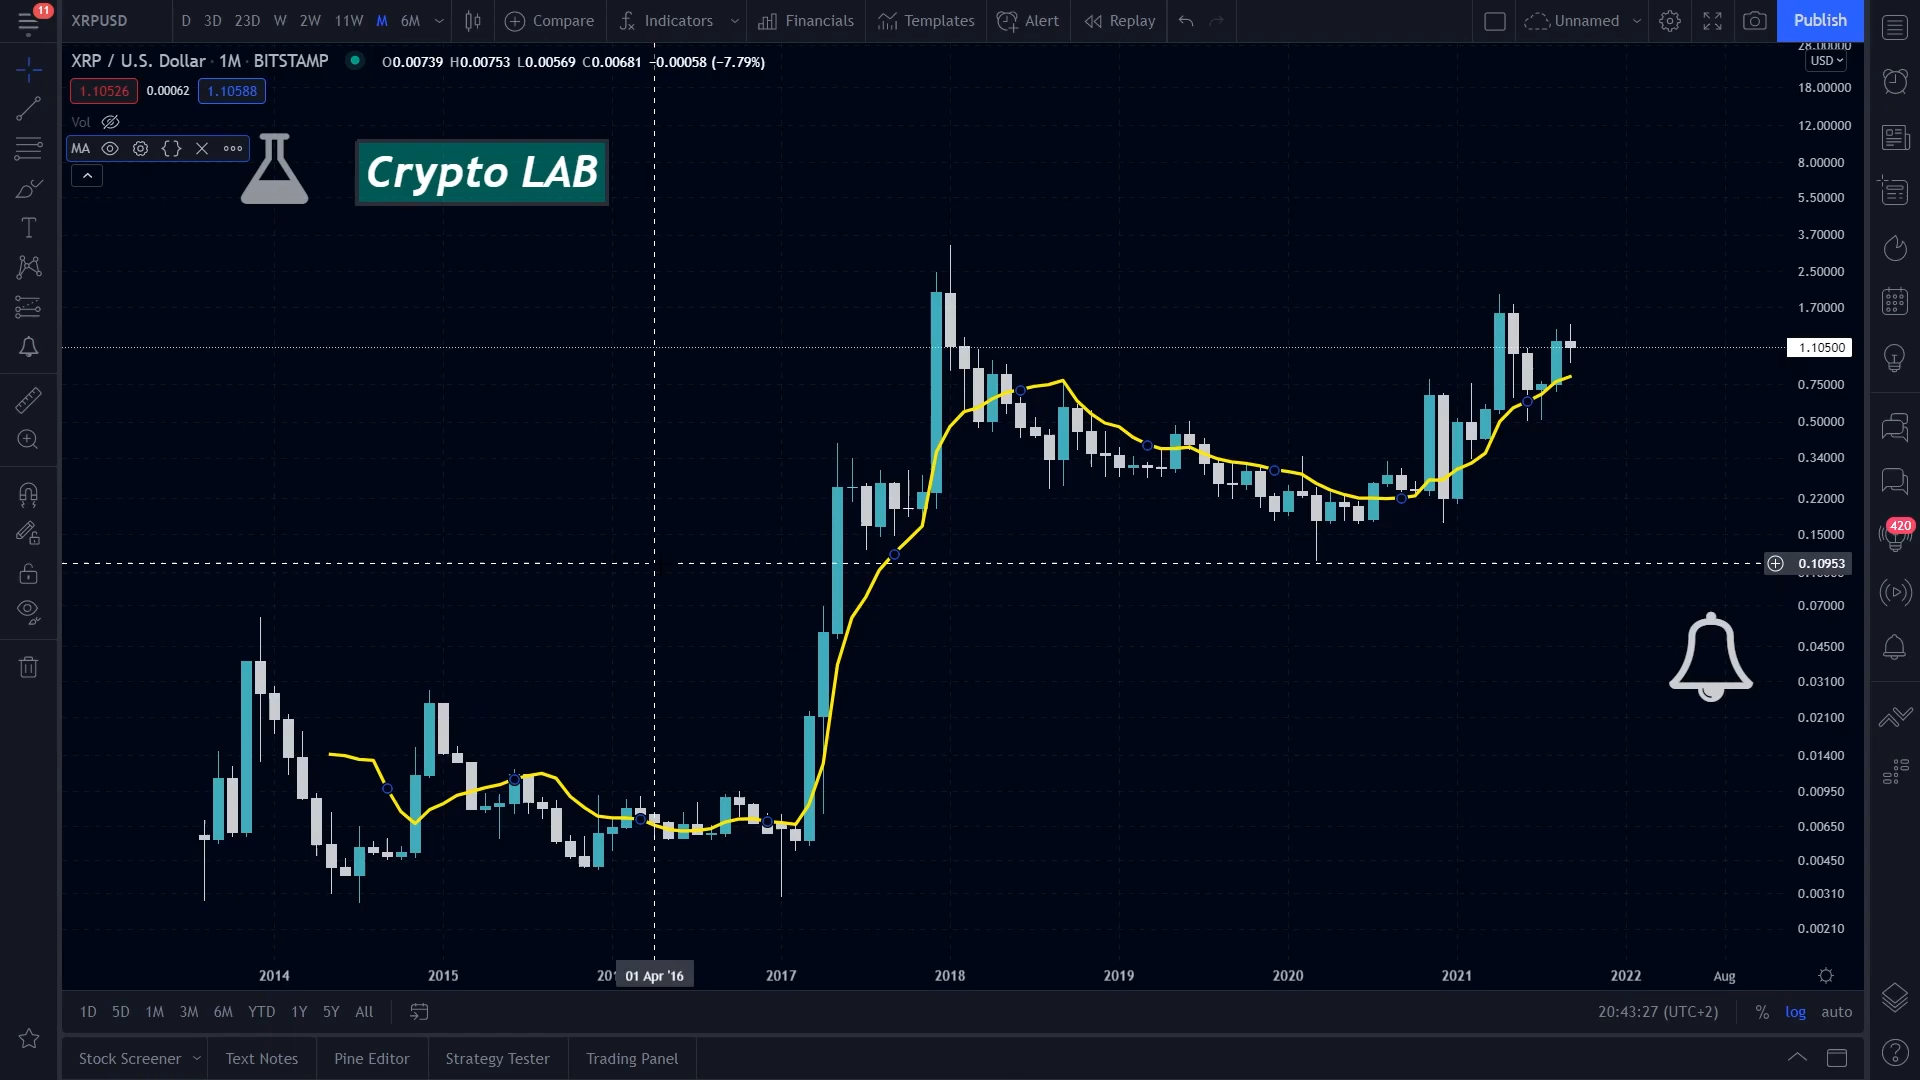 11
XRPUSD D 3D 23D W 2W 11W M 6M Compare Indicators Financials Templates Alert Replay Unnamed Publish
XRP / U.S. Dollar · 1M · BITSTAMP O0.00739 H0.00753 L0.00569 C0.00681 −0.00058 (−7.79%)
1.10526 0.00062 1.10588
Vol
MA
Crypto LAB
28.00000
USD
18.00000
12.00000
8.00000
5.50000
3.70000
2.50000
1.70000
1.10500
0.75000
0.50000
0.34000
0.22000
0.15000
0.10953
0.07000
0.04500
0.03100
0.02100
0.01400
0.00950
0.00650
0.00450
0.00310
0.00210
420
2014 2015 01 Apr '16 2017 2018 2019 2020 2021 2022 Aug
1D 5D 1M 3M 6M YTD 1Y 5Y All 20:43:27 (UTC+2) % log auto
Stock Screener Text Notes Pine Editor Strategy Tester Trading Panel